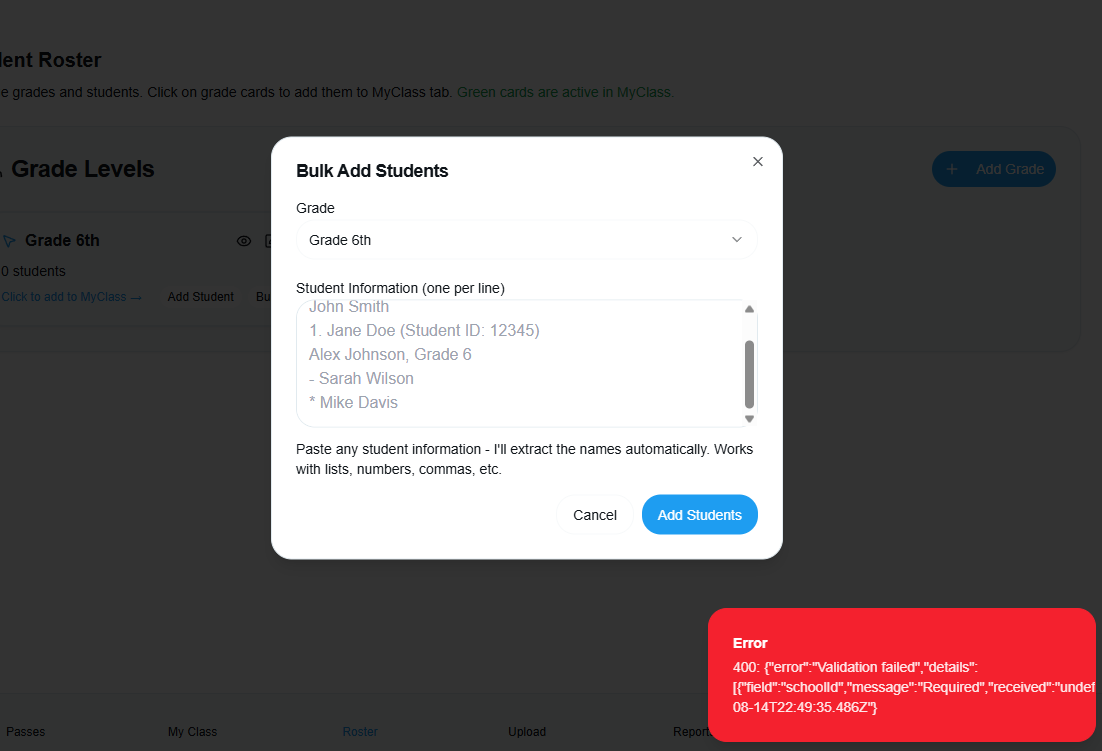 ent Roster
e grades and students. Click on grade cards to add them to MyClass tab. Green cards are active in MyClass.
Grade Levels
+ Add Grade
Grade 6th
0 students
Click to add to MyClass →
Add Student
Bu
Bulk Add Students
Grade
Grade 6th
Student Information (one per line)
John Smith
1. Jane Doe (Student ID: 12345)
Alex Johnson, Grade 6
- Sarah Wilson
* Mike Davis
Paste any student information - I'll extract the names automatically. Works
with lists, numbers, commas, etc.
Cancel
Add Students
Error
400: {"error":"Validation failed","details":
[{"field":"schoolId","message":"Required","received":"undef
08-14T22:49:35.486Z"}
Passes
My Class
Roster
Upload
Report